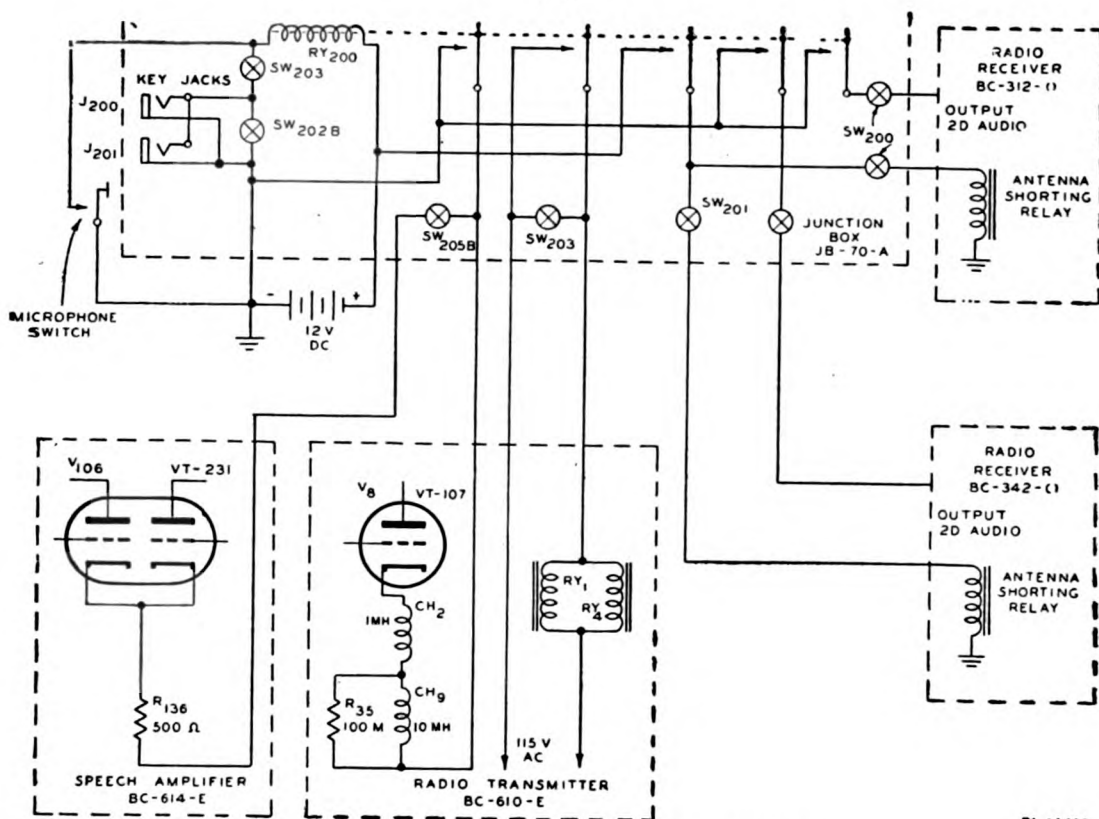 RY200
SW203
KEY JACKS
J200
SW202B
J201
MICROPHONE
SWITCH
-
+
12 V
DC
SW205B
SW203
SW201
SW200
JUNCTION
BOX
JB-70-A
RADIO
RECEIVER
BC-312-()
OUTPUT
2D AUDIO
ANTENNA
SHORTING
RELAY
V106
VT-231
R136
500 Ω
SPEECH AMPLIFIER
BC-614-E
V8
VT-107
CH2
1MH
CH9
R35
100 M
10 MH
RY1
RY4
115 V
AC
RADIO TRANSMITTER
BC-610-E
RADIO
RECEIVER
BC-342-()
OUTPUT
2D AUDIO
ANTENNA
SHORTING
RELAY